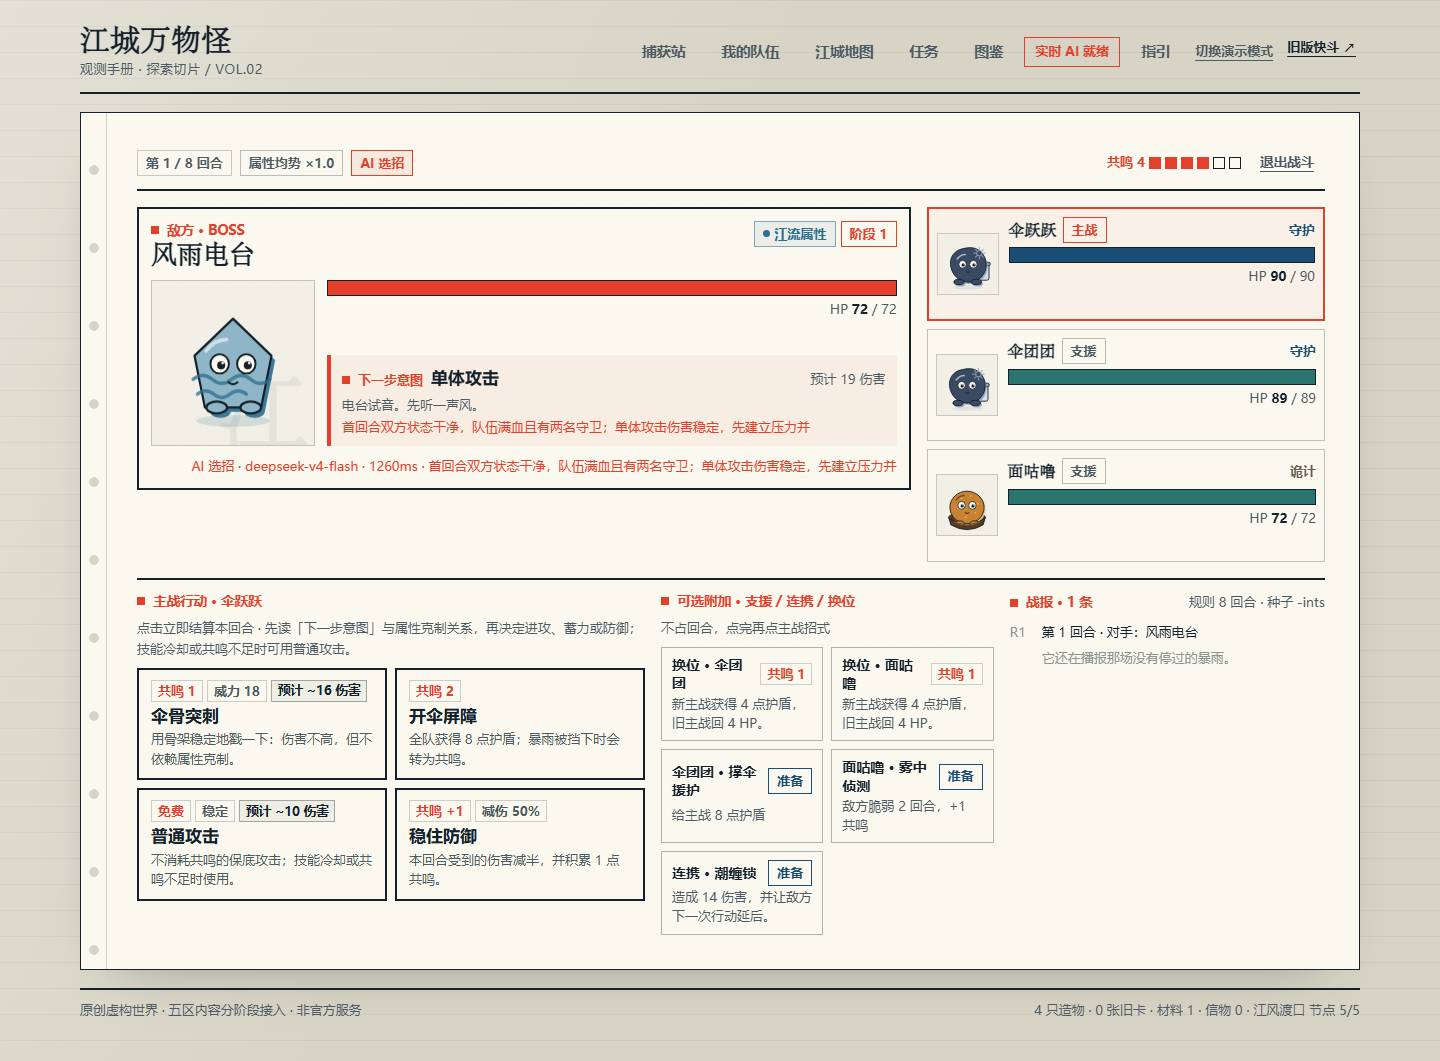 江城万物怪
观测手册 · 探索切片 / VOL.02
捕获站 我的队伍 江城地图 任务 图鉴 实时 AI 就绪 指引 切换演示模式 旧版快斗 ↗
第 1 / 8 回合 属性均势 ×1.0 AI 选招
共鸣 4 退出战斗
敌方 • BOSS
风雨电台
江流属性 阶段 1
HP 72 / 72
下一步意图 单体攻击 预计 19 伤害
电台试音。先听一声风。
首回合双方状态干净，队伍满血且有两名守卫；单体攻击伤害稳定，先建立压力并
AI 选招 · deepseek-v4-flash · 1260ms · 首回合双方状态干净，队伍满血且有两名守卫；单体攻击伤害稳定，先建立压力并
伞跃跃 主战 守护
HP 90 / 90
伞团团 支援 守护
HP 89 / 89
面咕噜 支援 诡计
HP 72 / 72
主战行动 • 伞跃跃
点击立即结算本回合 · 先读「下一步意图」与属性克制关系，再决定进攻、蓄力或防御；
技能冷却或共鸣不足时可用普通攻击。
共鸣 1 威力 18 预计 ~16 伤害
伞骨突刺
用骨架稳定地戳一下：伤害不高，但不
依赖属性克制。
共鸣 2
开伞屏障
全队获得 8 点护盾；暴雨被挡下时会
转为共鸣。
免费 稳定 预计 ~10 伤害
普通攻击
不消耗共鸣的保底攻击；技能冷却或共
鸣不足时使用。
共鸣 +1 减伤 50%
稳住防御
本回合受到的伤害减半，并积累 1 点
共鸣。
可选附加 • 支援 / 连携 / 换位
不占回合，点完再点主战招式
换位 • 伞团
团
共鸣 1
新主战获得 4 点护盾，
旧主战回 4 HP。
换位 • 面咕
噜
共鸣 1
新主战获得 4 点护盾，
旧主战回 4 HP。
伞团团 • 撑伞
援护
准备
给主战 8 点护盾
面咕噜 • 雾中
侦测
准备
敌方脆弱 2 回合，+1
共鸣
连携 • 潮缠锁 准备
造成 14 伤害，并让敌方
下一次行动延后。
战报 • 1 条 规则 8 回合 · 种子 -ints
R1 第 1 回合 · 对手：风雨电台
它还在播报那场没有停过的暴雨。
原创虚构世界 · 五区内容分阶段接入 · 非官方服务
4 只造物 · 0 张旧卡 · 材料 1 · 信物 0 · 江风渡口 节点 5/5